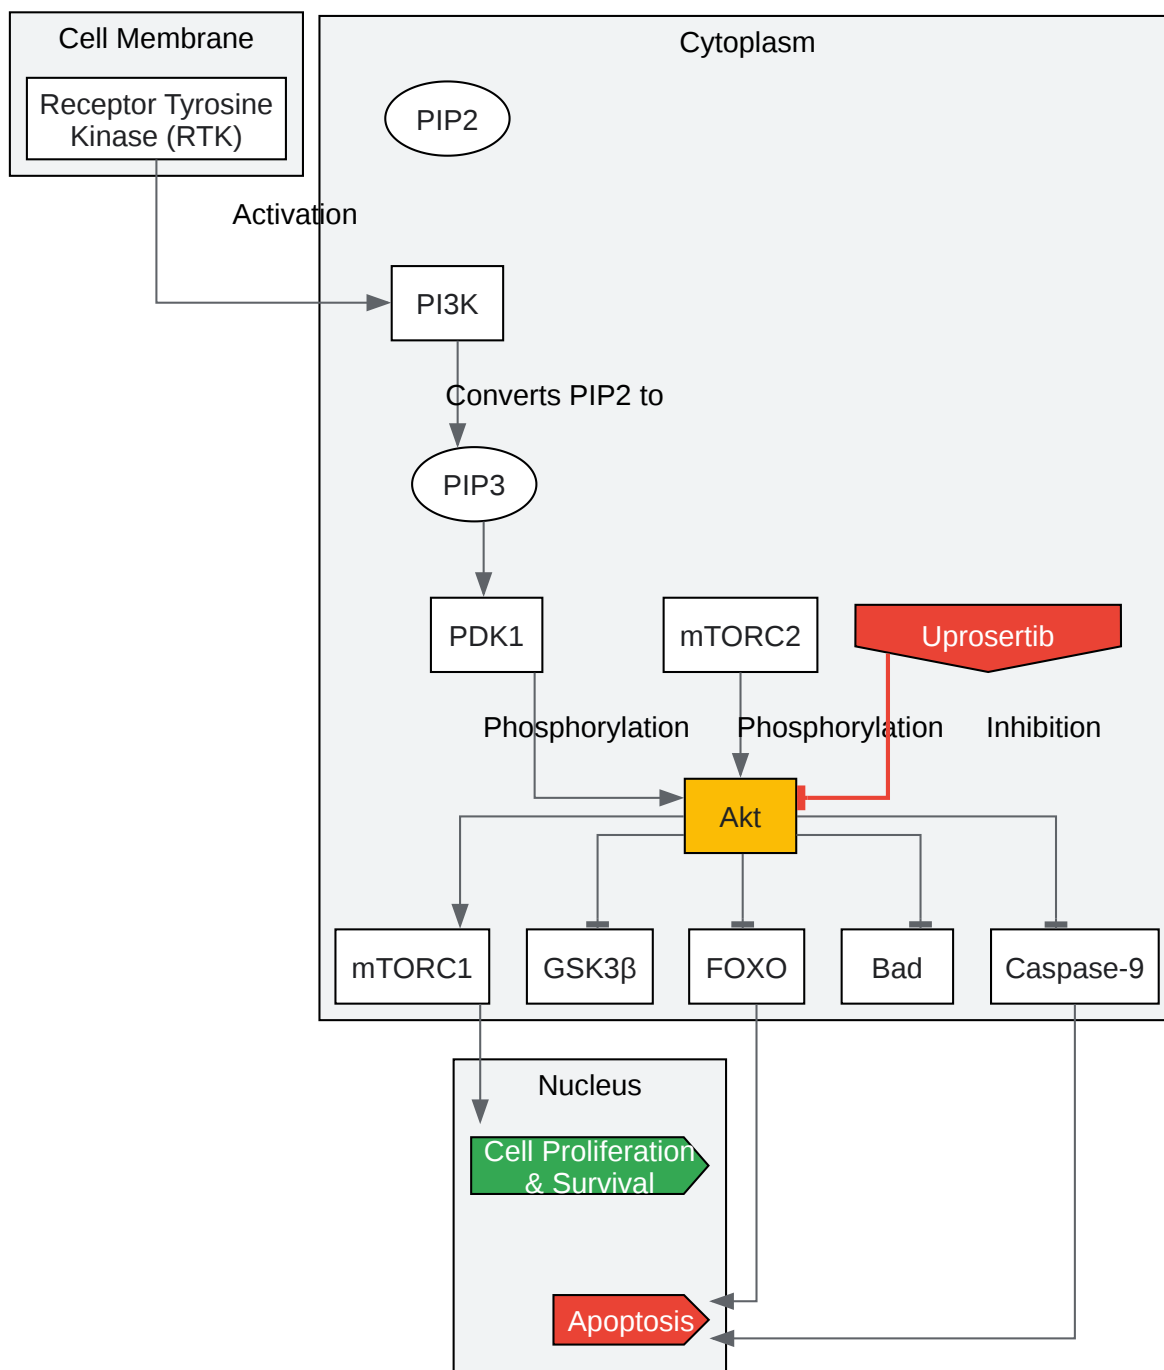 Cell Membrane
Receptor Tyrosine
Kinase (RTK)
Cytoplasm
PIP2
Activation
PI3K
Converts PIP2 to
PIP3
PDK1
mTORC2
Uprosertib
Phosphorylation
Phosphorylation
Inhibition
Akt
mTORC1
GSK3β
FOXO
Bad
Caspase-9
Nucleus
Cell Proliferation
& Survival
Apoptosis